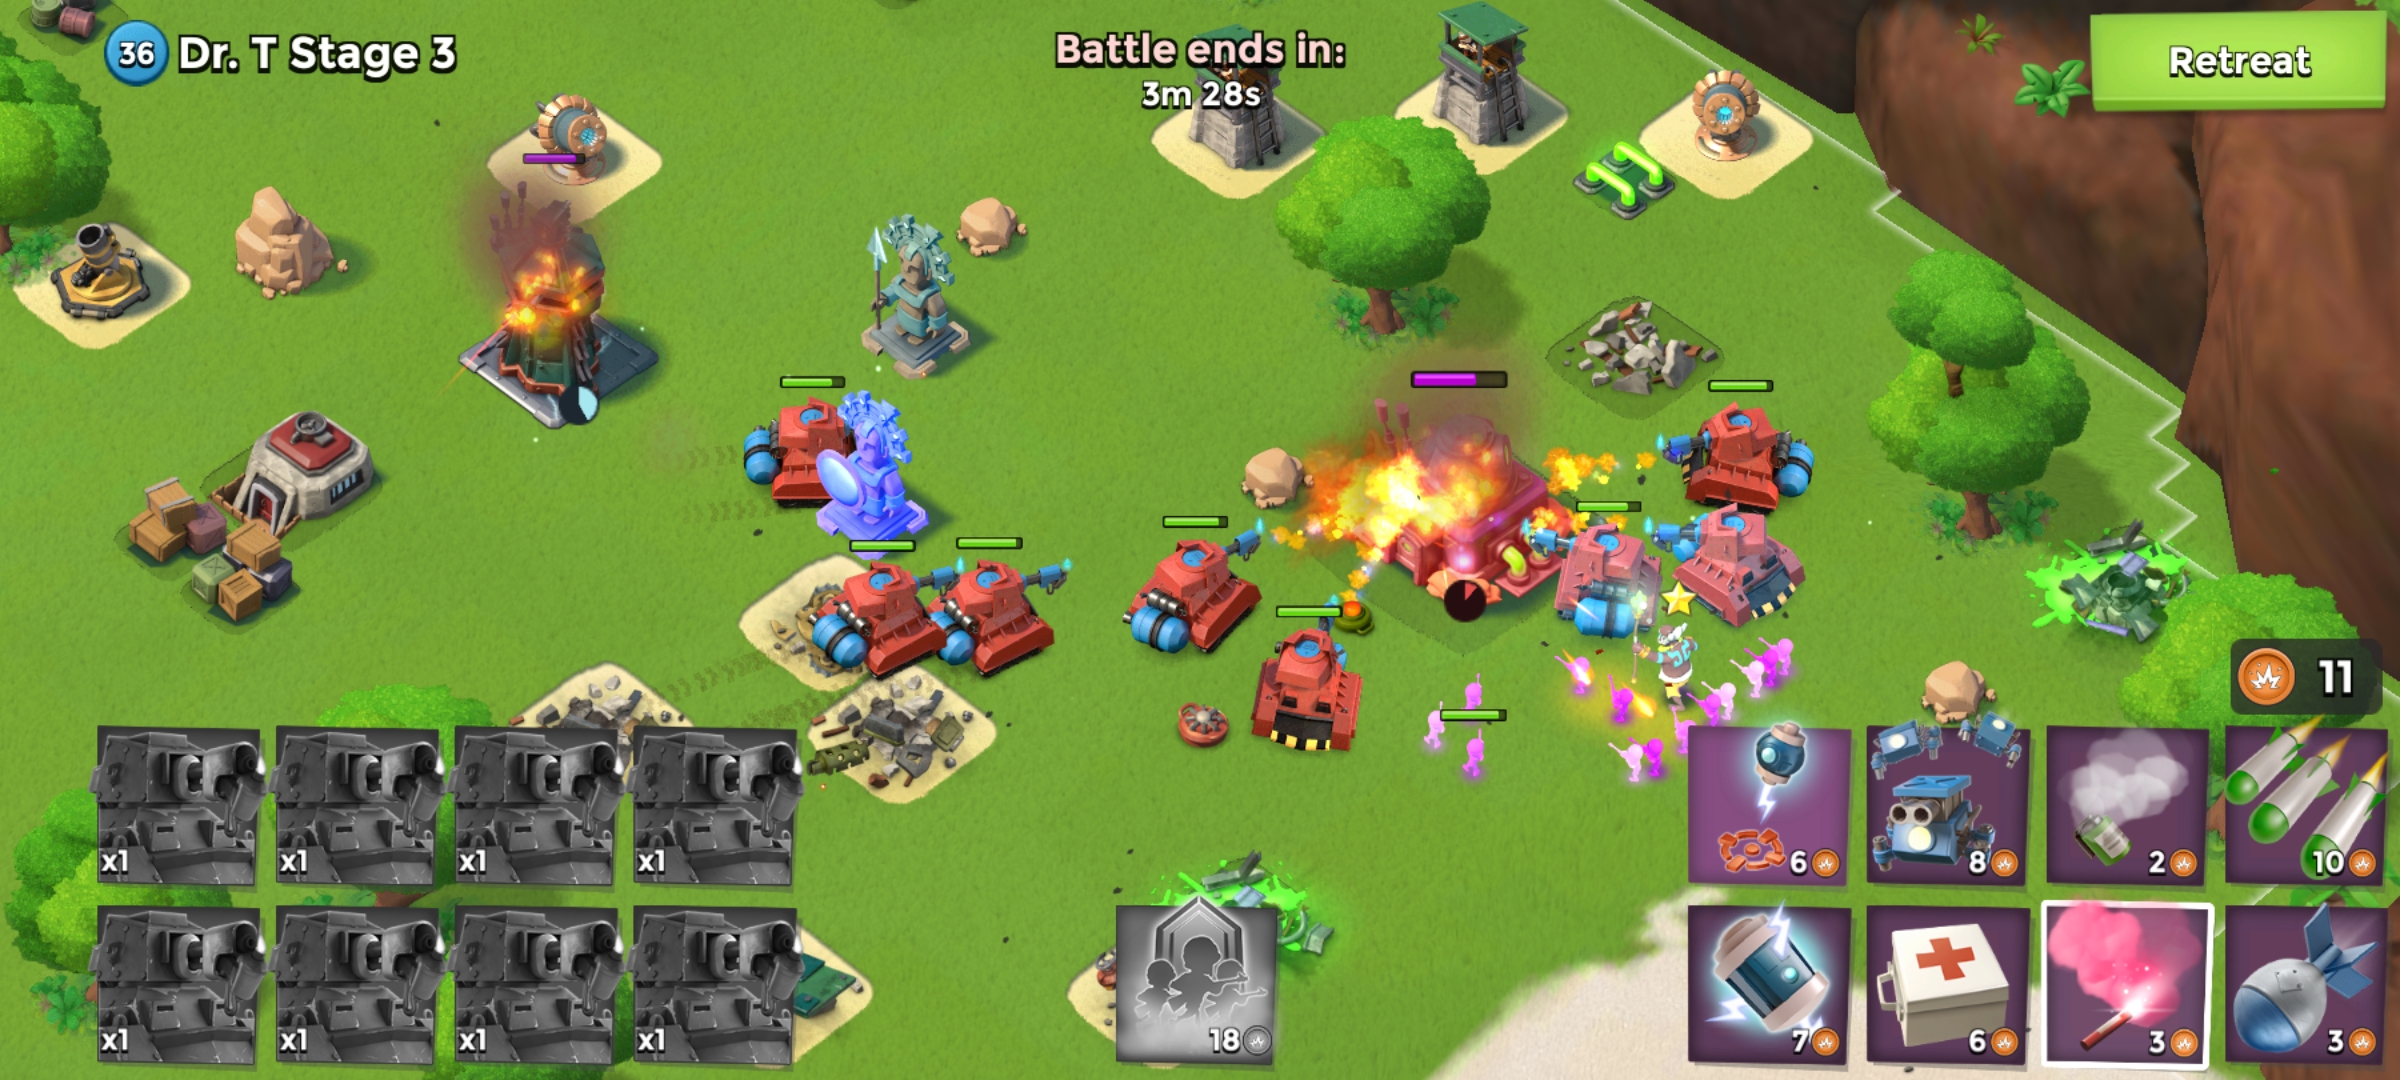 36 Dr. T Stage 3
Battle ends in:
3m 28s
Retreat
11
x1 x1 x1 x1
6 8 2 10
x1 x1 x1 x1
18
7 6 3 3